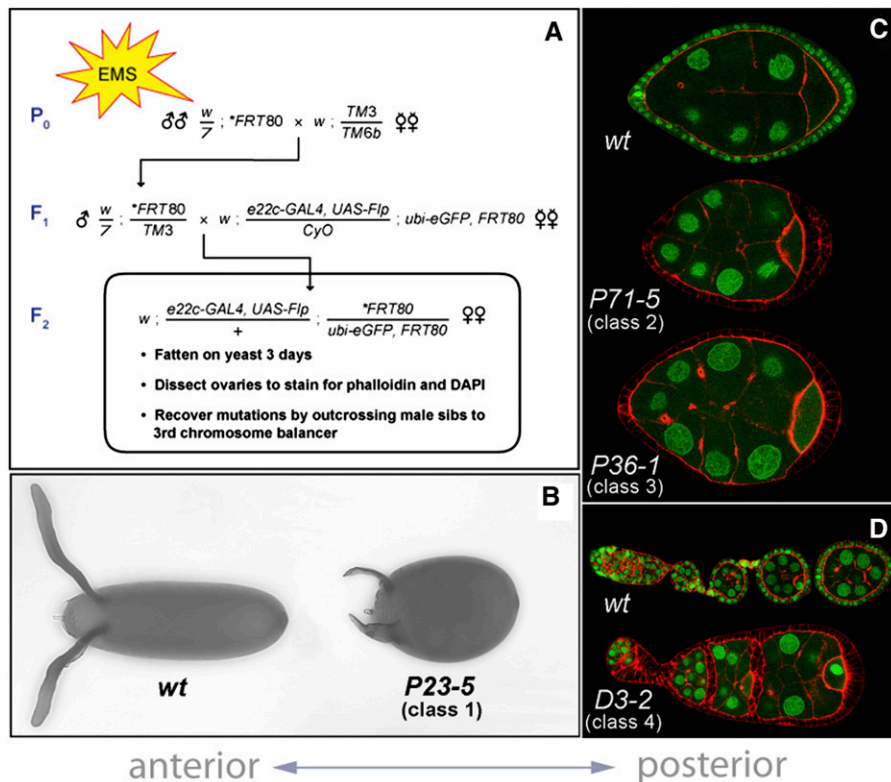 A
EMS
P0
♂♂ w/7 ; *FRT80 × w ; TM3/TM6b ♀♀
F1
♂ w/7 ; *FRT80/TM3 × w ; e22c-GAL4, UAS-Flp/CyO ; ubi-eGFP, FRT80 ♀♀
F2
w ; e22c-GAL4, UAS-Flp/+ ; *FRT80/ubi-eGFP, FRT80 ♀♀
• Fatten on yeast 3 days
• Dissect ovaries to stain for phalloidin and DAPI
• Recover mutations by outcrossing male sibs to
3rd chromosome balancer
B
wt
P23-5
(class 1)
C
wt
P71-5
(class 2)
P36-1
(class 3)
D
wt
D3-2
(class 4)
anterior
posterior